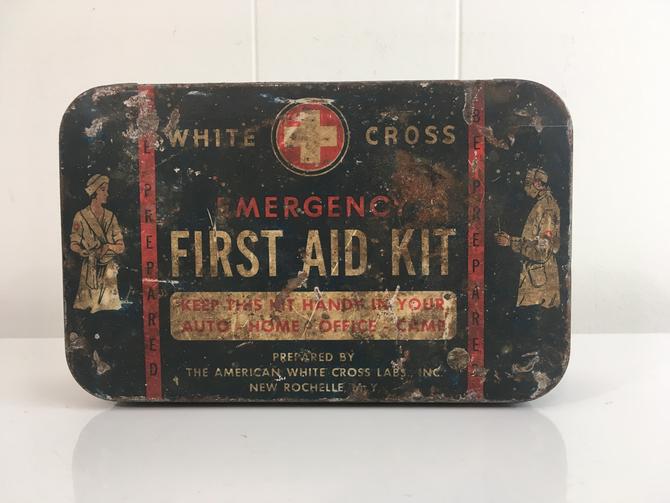 WHITE CROSS
EMERGENCY
FIRST AID KIT
KEEP THIS KIT HANDY IN YOUR
AUTO - HOME - OFFICE - CAMP
PREPARED BY
THE AMERICAN WHITE CROSS LABS., INC.
NEW ROCHELLE, N.Y.
BE PREPARED
BE PREPARED